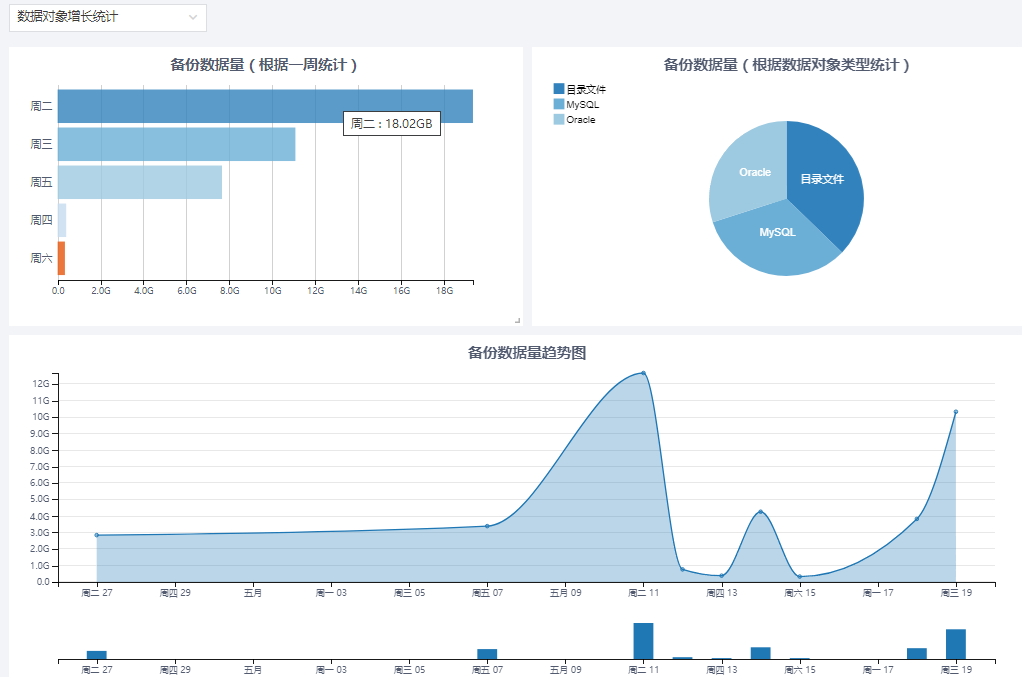 数据对象增长统计
备份数据量 ( 根据一周统计 )
周二
周三
周五
周四
周六
周二 : 18.02GB
0.0 2.0G 4.0G 6.0G 8.0G 10G 12G 14G 16G 18G
备份数据量 ( 根据数据对象类型统计 )
目录文件
MySQL
Oracle
Oracle
目录文件
MySQL
备份数据量趋势图
12G
11G
10G
9.0G
8.0G
7.0G
6.0G
5.0G
4.0G
3.0G
2.0G
1.0G
0.0
周二 27 周四 29 五月 周一 03 周三 05 周五 07 五月 09 周二 11 周四 13 周六 15 周一 17 周三 19
周二 27 周四 29 五月 周一 03 周三 05 周五 07 五月 09 周二 11 周四 13 周六 15 周一 17 周三 19